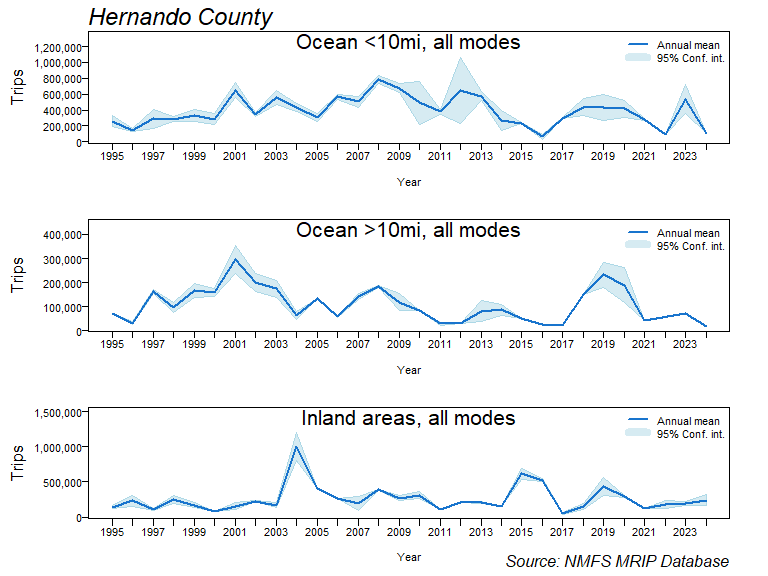 Hernando County
Ocean <10mi, all modes
Annual mean
95% Conf. int.
Trips
1,200,000
1,000,000
800,000
600,000
400,000
200,000
0
1995 1997 1999 2001 2003 2005 2007 2009 2011 2013 2015 2017 2019 2021 2023
Year
Ocean >10mi, all modes
Annual mean
95% Conf. int.
Trips
400,000
300,000
200,000
100,000
0
1995 1997 1999 2001 2003 2005 2007 2009 2011 2013 2015 2017 2019 2021 2023
Year
Inland areas, all modes
Annual mean
95% Conf. int.
Trips
1,500,000
1,000,000
500,000
0
1995 1997 1999 2001 2003 2005 2007 2009 2011 2013 2015 2017 2019 2021 2023
Year
Source: NMFS MRIP Database